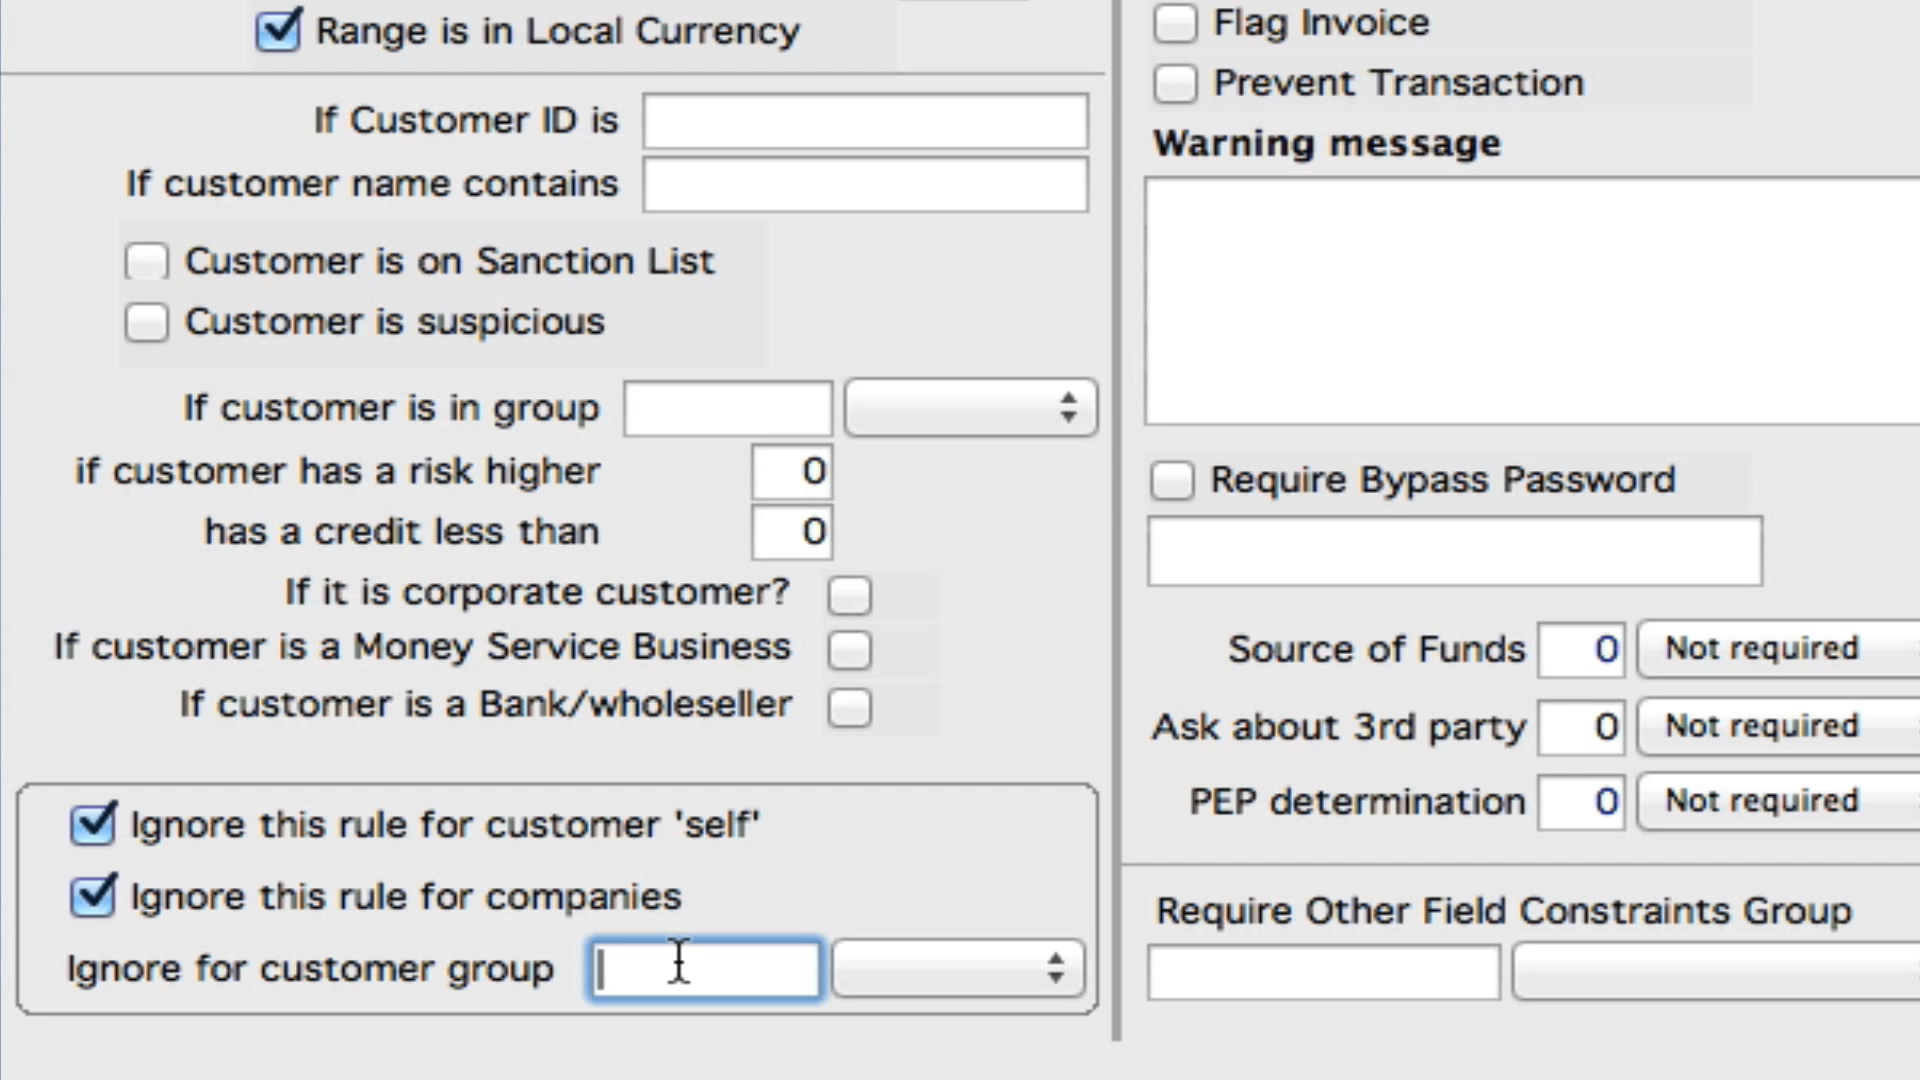 Range is in Local Currency
If Customer ID is
If customer name contains
Customer is on Sanction List
Customer is suspicious
If customer is in group
if customer has a risk higher 0
has a credit less than 0
If it is corporate customer?
If customer is a Money Service Business
If customer is a Bank/wholeseller
Ignore this rule for customer 'self'
Ignore this rule for companies
Ignore for customer group
Flag Invoice
Prevent Transaction
Warning message
Require Bypass Password
Source of Funds 0 Not required
Ask about 3rd party 0 Not required
PEP determination 0 Not required
Require Other Field Constraints Group